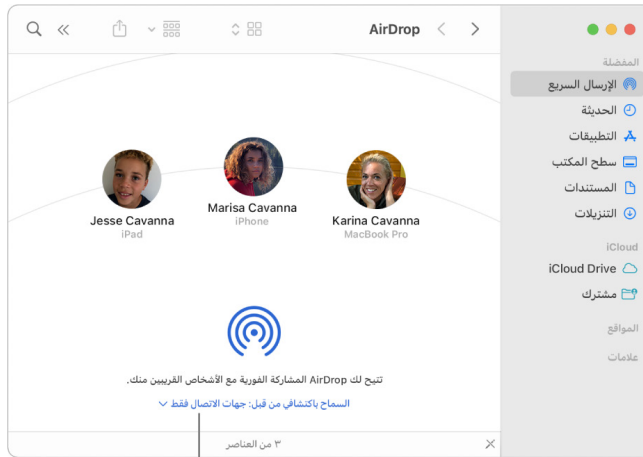 AirDrop
المفضلة
الإرسال السريع
الحديثة
التطبيقات
سطح المكتب
المستندات
التنزيلات
iCloud
iCloud Drive
مشترك
المواقع
علامات
Marisa Cavanna
iPhone
Karina Cavanna
MacBook Pro
Jesse Cavanna
iPad
تتيح لك AirDrop المشاركة الفورية مع الأشخاص القريبين منك.
السماح باكتشافي من قبل: جهات الاتصال فقط
٣ من العناصر